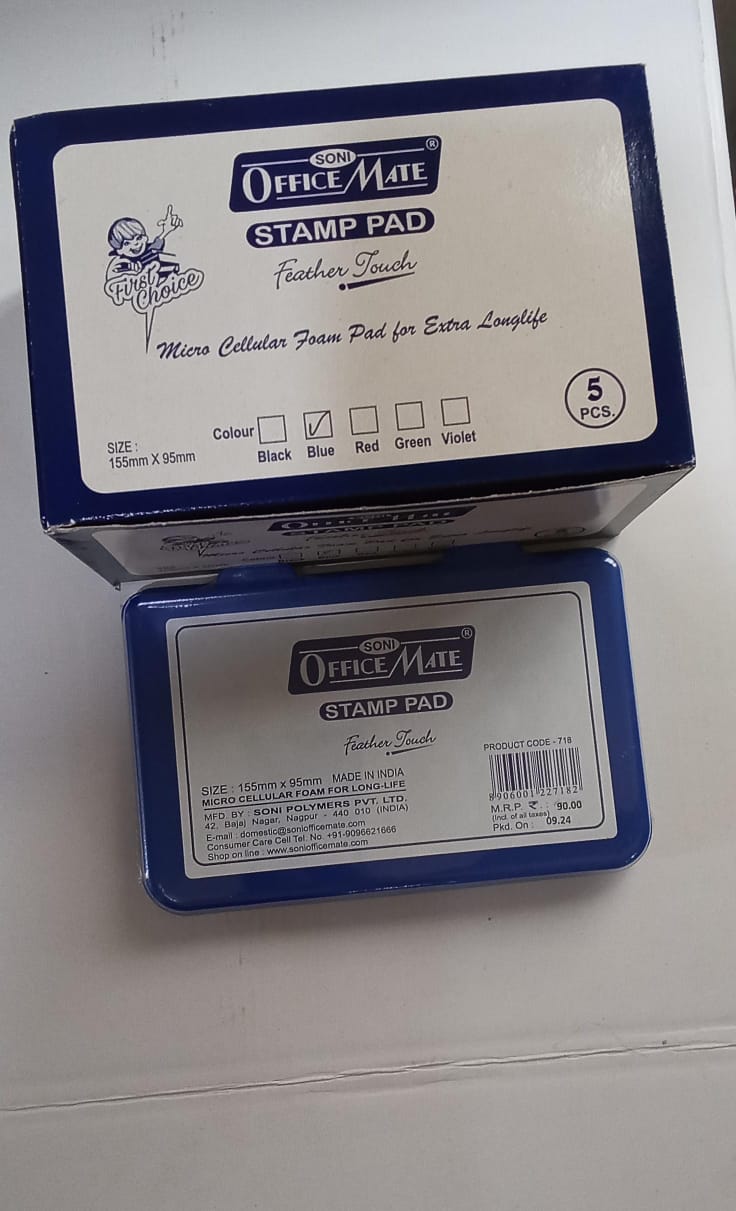 SONI
OFFICE MATE ®
STAMP PAD
Feather Touch
First
Choice
Micro Cellular Foam Pad for Extra Longlife
Colour
Black Blue Red Green Violet
5
PCS.
SIZE :
155mm X 95mm
STAMP PAD
SONI
OFFICE MATE ®
STAMP PAD
Feather Touch
SIZE : 155mm x 95mm MADE IN INDIA
MICRO CELLULAR FOAM FOR LONG-LIFE
MFD. BY : SONI POLYMERS PVT. LTD.
42, Bajaj Nagar, Nagpur - 440 010 (INDIA)
E-mail : domestic@soniofficemate.com
Consumer Care Cell Tel. No. +91-9096621666
Shop on line : www.soniofficemate.com
PRODUCT CODE - 718
8906001227182
M.R.P. ₹ : 90.00
(Incl. of all taxes)
Pkd. On : 09.24